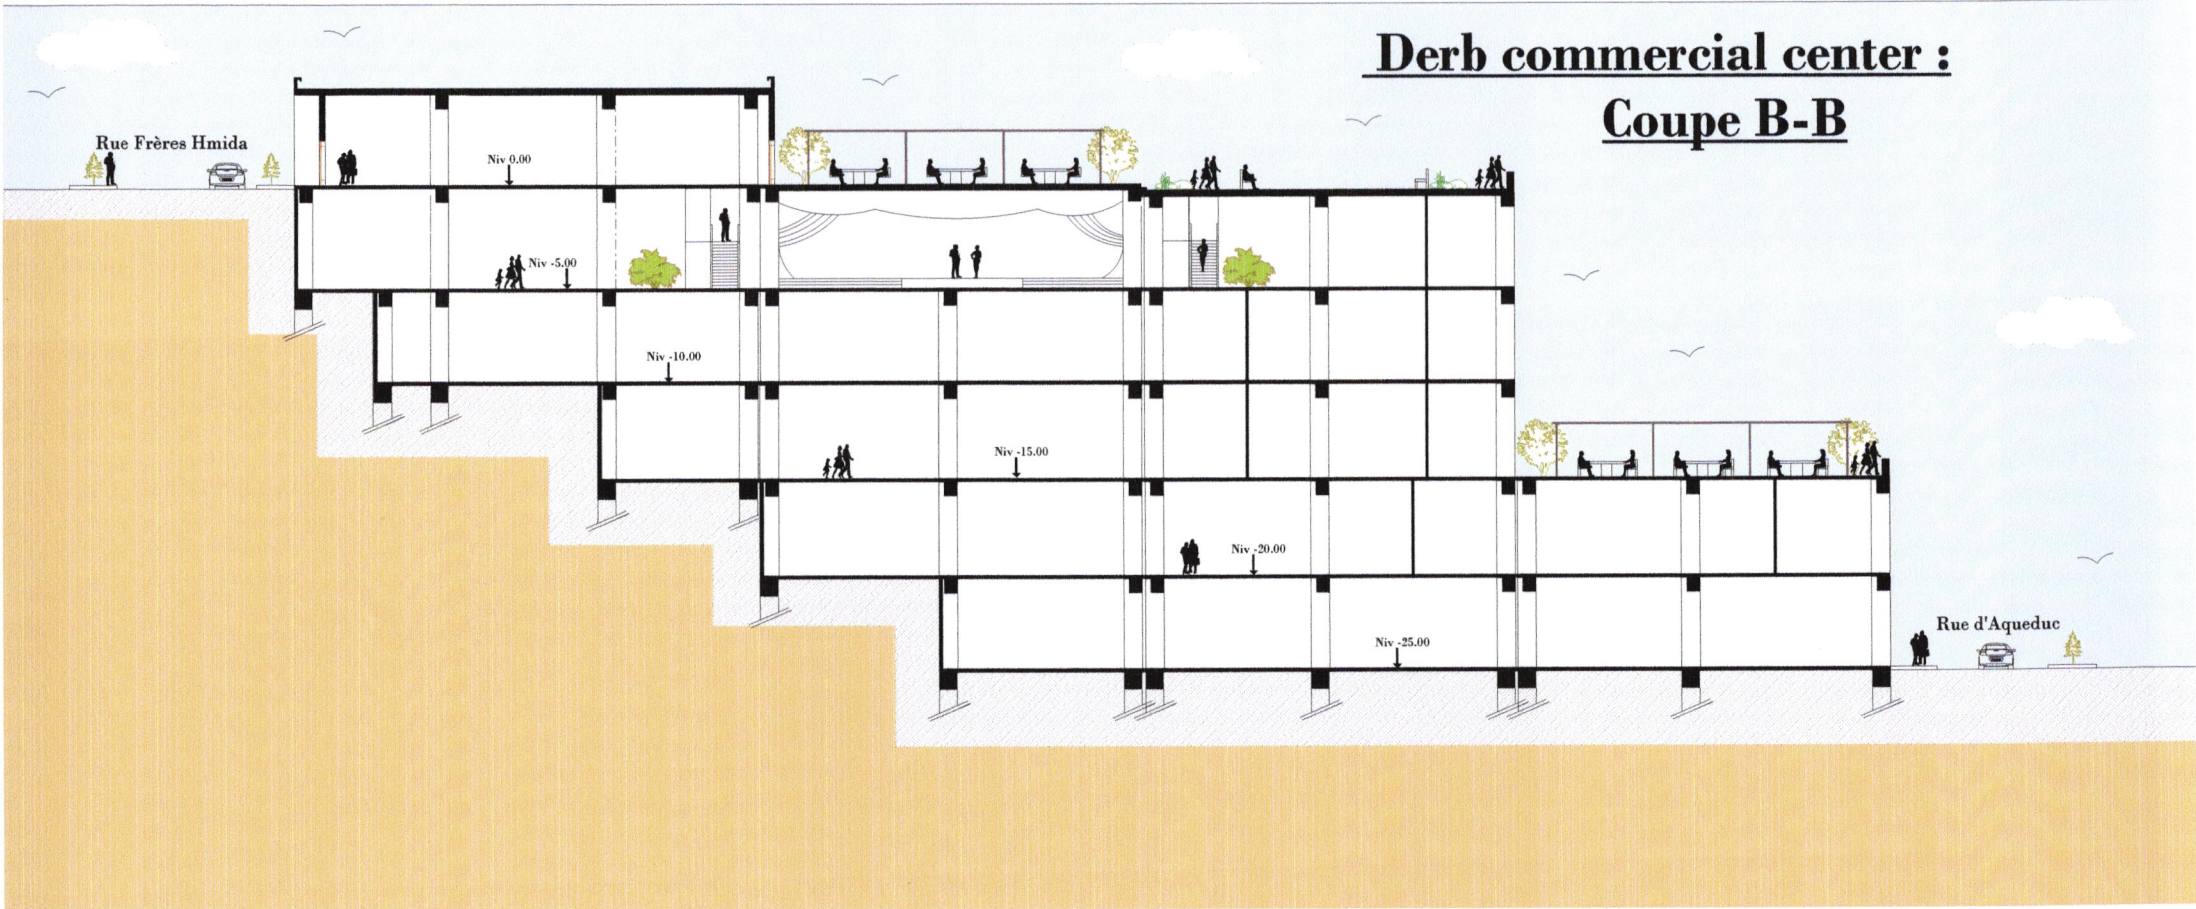 Derb commercial center :
Coupe B-B
Rue Frères Hmida
Niv 0.00
Niv -5.00
Niv -10.00
Niv -15.00
Niv -20.00
Rue d'Aqueduc
Niv -25.00